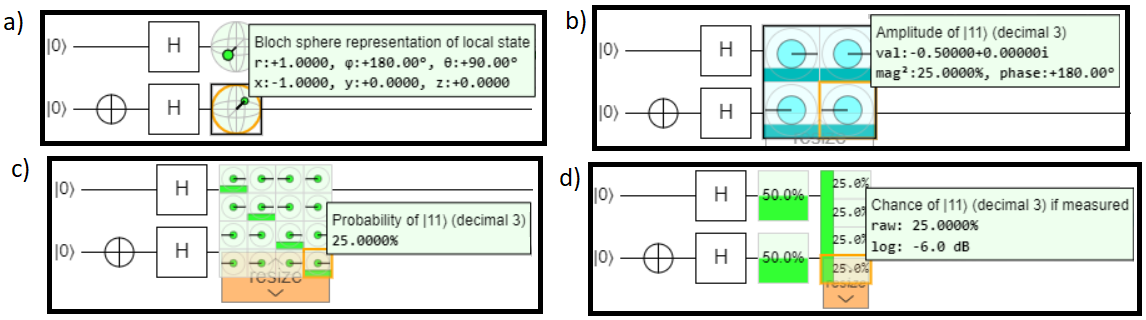 a)
|0⟩ H
Bloch sphere representation of local state
r:+1.0000, φ:+180.00°, θ:+90.00°
x:-1.0000, y:+0.0000, z:+0.0000
|0⟩ H
b)
|0⟩ H
Amplitude of |11⟩ (decimal 3)
val:-0.50000+0.00000i
mag²:25.0000%, phase:+180.00°
|0⟩ H
resize
c)
|0⟩ H
Probability of |11⟩ (decimal 3)
25.0000%
|0⟩ H
resize
d)
|0⟩ H 50.0% 25.0%
25.0%
Chance of |11⟩ (decimal 3) if measured
raw: 25.0000%
log: -6.0 dB
|0⟩ H 50.0% 25.0%
25.0%
resize